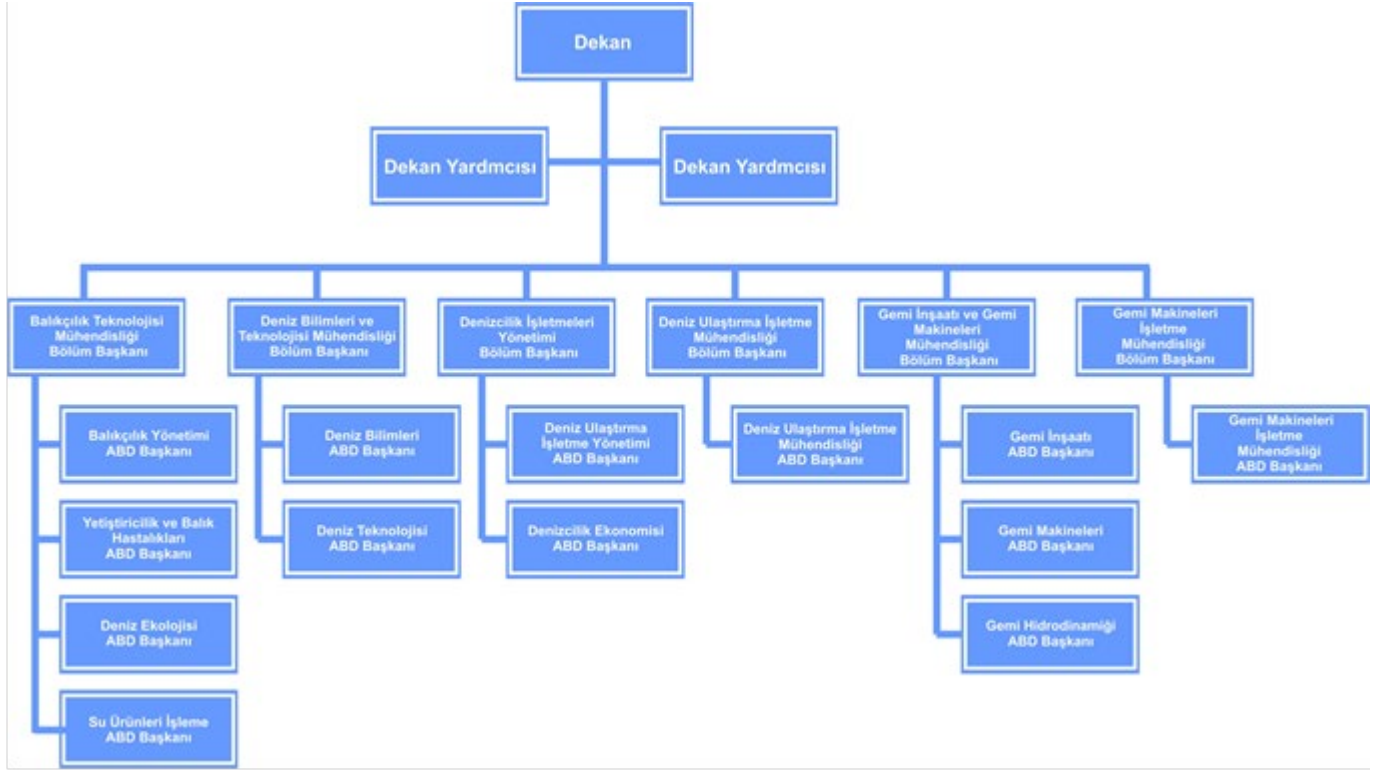 Dekan
Dekan Yardmcısı
Dekan Yardmcısı
Balıkçılık Teknolojisi
Mühendisliği
Bölüm Başkanı
Deniz Bilimleri ve
Teknolojisi Mühendisliği
Bölüm Başkanı
Denizcilik İşletmeleri
Yönetimi
Bölüm Başkanı
Deniz Ulaştırma İşletme
Mühendisliği
Bölüm Başkanı
Gemi İnşaatı ve Gemi
Makineleri
Mühendisliği
Bölüm Başkanı
Gemi Makineleri
İşletme
Mühendisliği
Bölüm Başkanı
Balıkçılık Yönetimi
ABD Başkanı
Deniz Bilimleri
ABD Başkanı
Deniz Ulaştırma
İşletme Yönetimi
ABD Başkanı
Deniz Ulaştırma İşletme
Mühendisliği
ABD Başkanı
Gemi İnşaatı
ABD Başkanı
Gemi Makineleri
İşletme
Mühendisliği
ABD Başkanı
Yetiştiricilik ve Balık
Hastalıkları
ABD Başkanı
Deniz Teknolojisi
ABD Başkanı
Denizcilik Ekonomisi
ABD Başkanı
Gemi Makineleri
ABD Başkanı
Deniz Ekolojisi
ABD Başkanı
Gemi Hidrodinamiği
ABD Başkanı
Su Ürünleri İşleme
ABD Başkanı